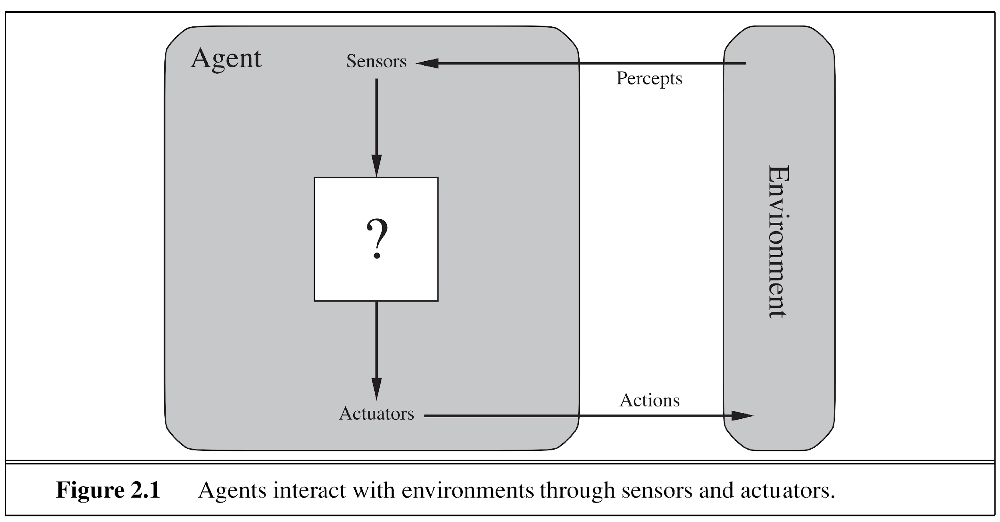 Agent
Sensors
Percepts
?
Environment
Actions
Actuators
Figure 2.1 Agents interact with environments through sensors and actuators.